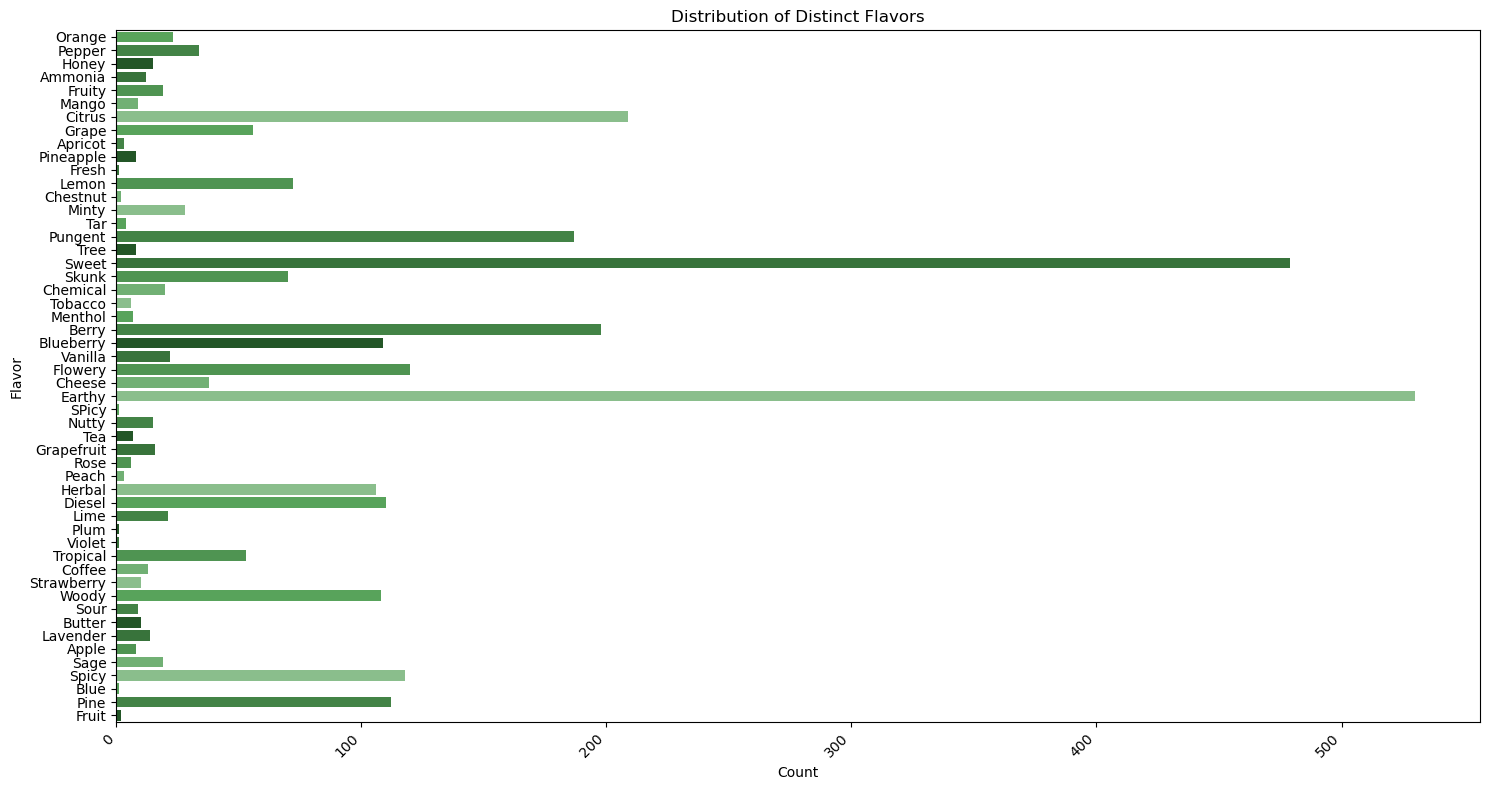 Distribution of Distinct Flavors
Flavor
Orange
Pepper
Honey
Ammonia
Fruity
Mango
Citrus
Grape
Apricot
Pineapple
Fresh
Lemon
Chestnut
Minty
Tar
Pungent
Tree
Sweet
Skunk
Chemical
Tobacco
Menthol
Berry
Blueberry
Vanilla
Flowery
Cheese
Earthy
SPicy
Nutty
Tea
Grapefruit
Rose
Peach
Herbal
Diesel
Lime
Plum
Violet
Tropical
Coffee
Strawberry
Woody
Sour
Butter
Lavender
Apple
Sage
Spicy
Blue
Pine
Fruit
0 100 200 300 400 500
Count